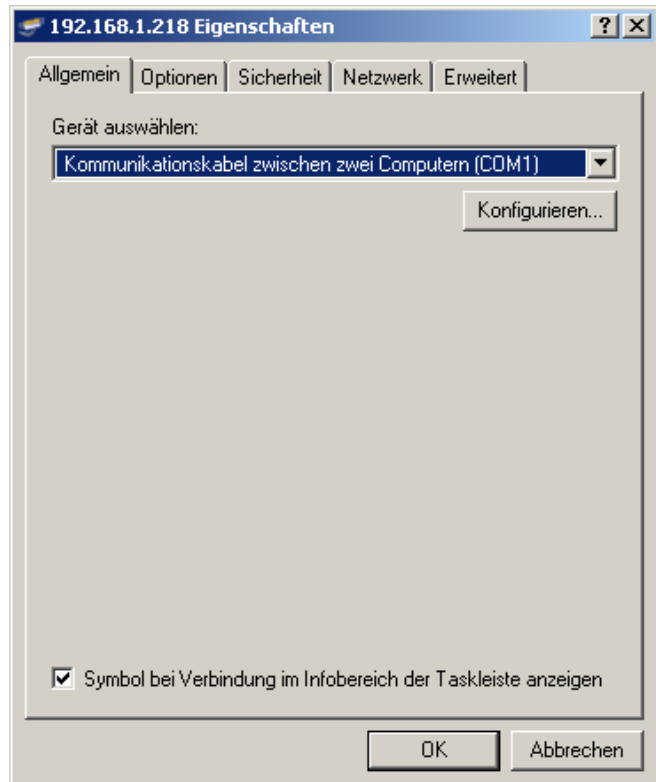 192.168.1.218 Eigenschaften
Allgemein Optionen Sicherheit Netzwerk Erweitert
Gerät auswählen:
Kommunikationskabel zwischen zwei Computern (COM1)
Konfigurieren...
Symbol bei Verbindung im Infobereich der Taskleiste anzeigen
OK Abbrechen